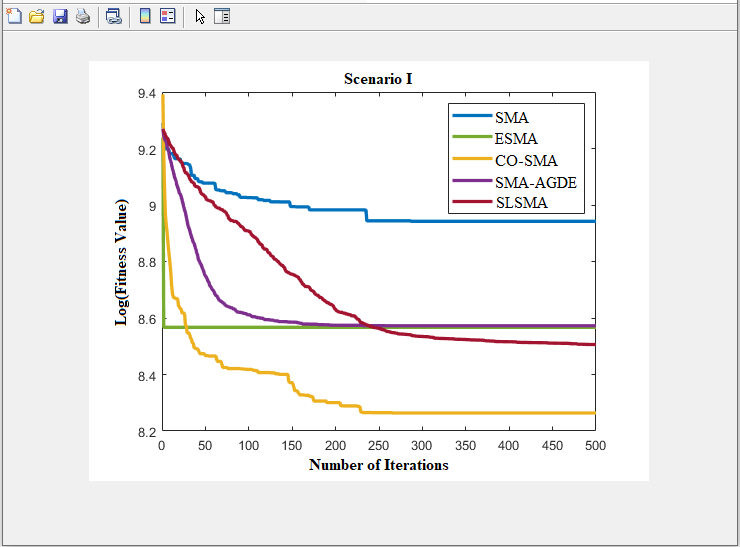 Scenario I
9.4
9.2
9
8.8
8.6
8.4
8.2
Log(Fitness Value)
SMA
ESMA
CO-SMA
SMA-AGDE
SLSMA
0 50 100 150 200 250 300 350 400 450 500
Number of Iterations